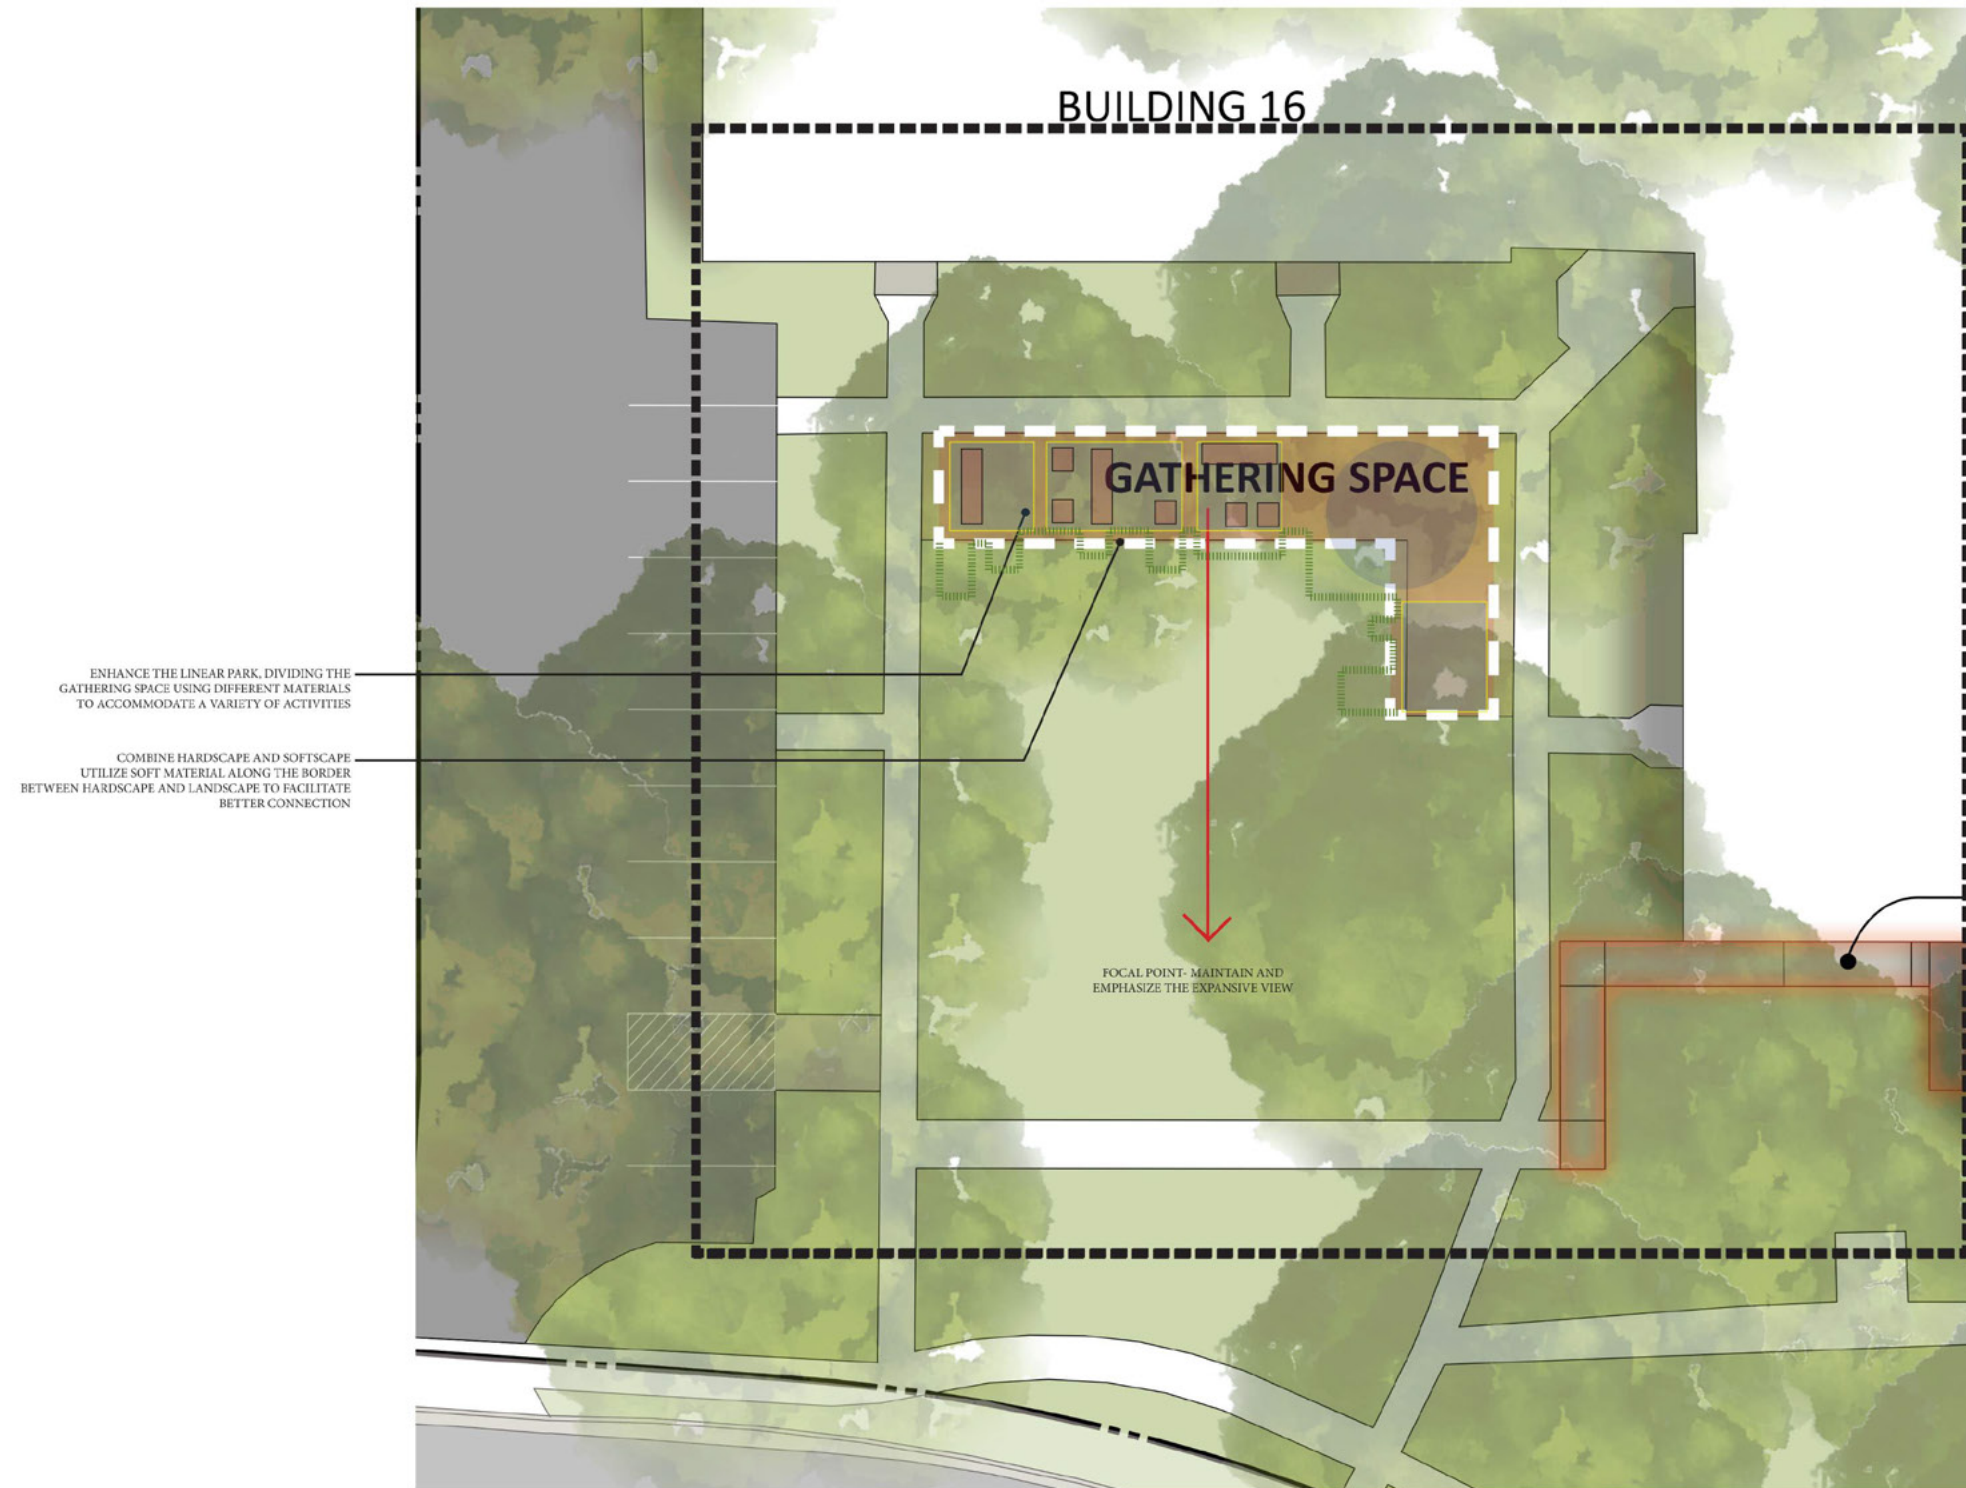 BUILDING 16
GATHERING SPACE
ENHANCE THE LINEAR PARK, DIVIDING THE
GATHERING SPACE USING DIFFERENT MATERIALS
TO ACCOMMODATE A VARIETY OF ACTIVITIES
COMBINE HARDSCAPE AND SOFTSCAPE
UTILIZE SOFT MATERIAL ALONG THE BORDER
BETWEEN HARDSCAPE AND LANDSCAPE TO FACILITATE
BETTER CONNECTION
FOCAL POINT- MAINTAIN AND
EMPHASIZE THE EXPANSIVE VIEW